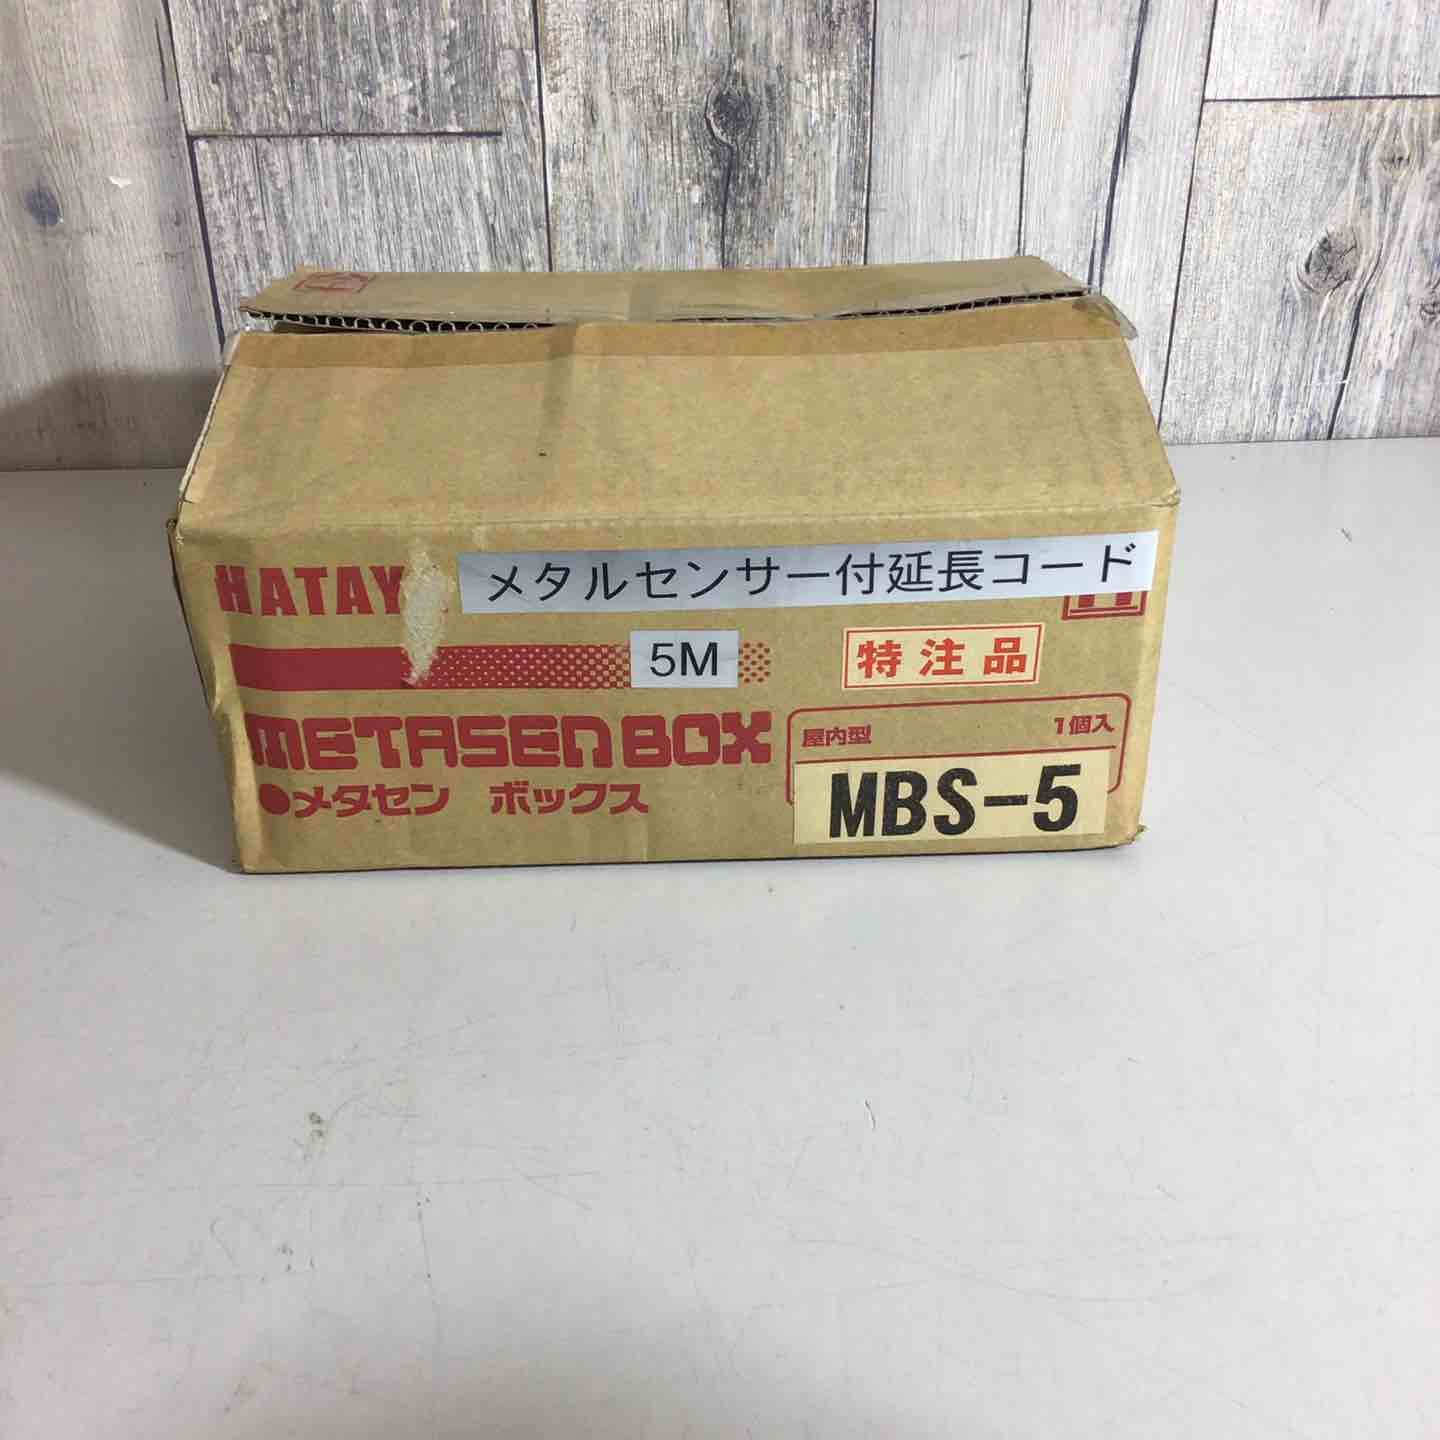 HATAY
メタルセンサー付延長コード
5M
特注品
METASEN BOX
屋内型 1個入
●メタセン ボックス
MBS-5